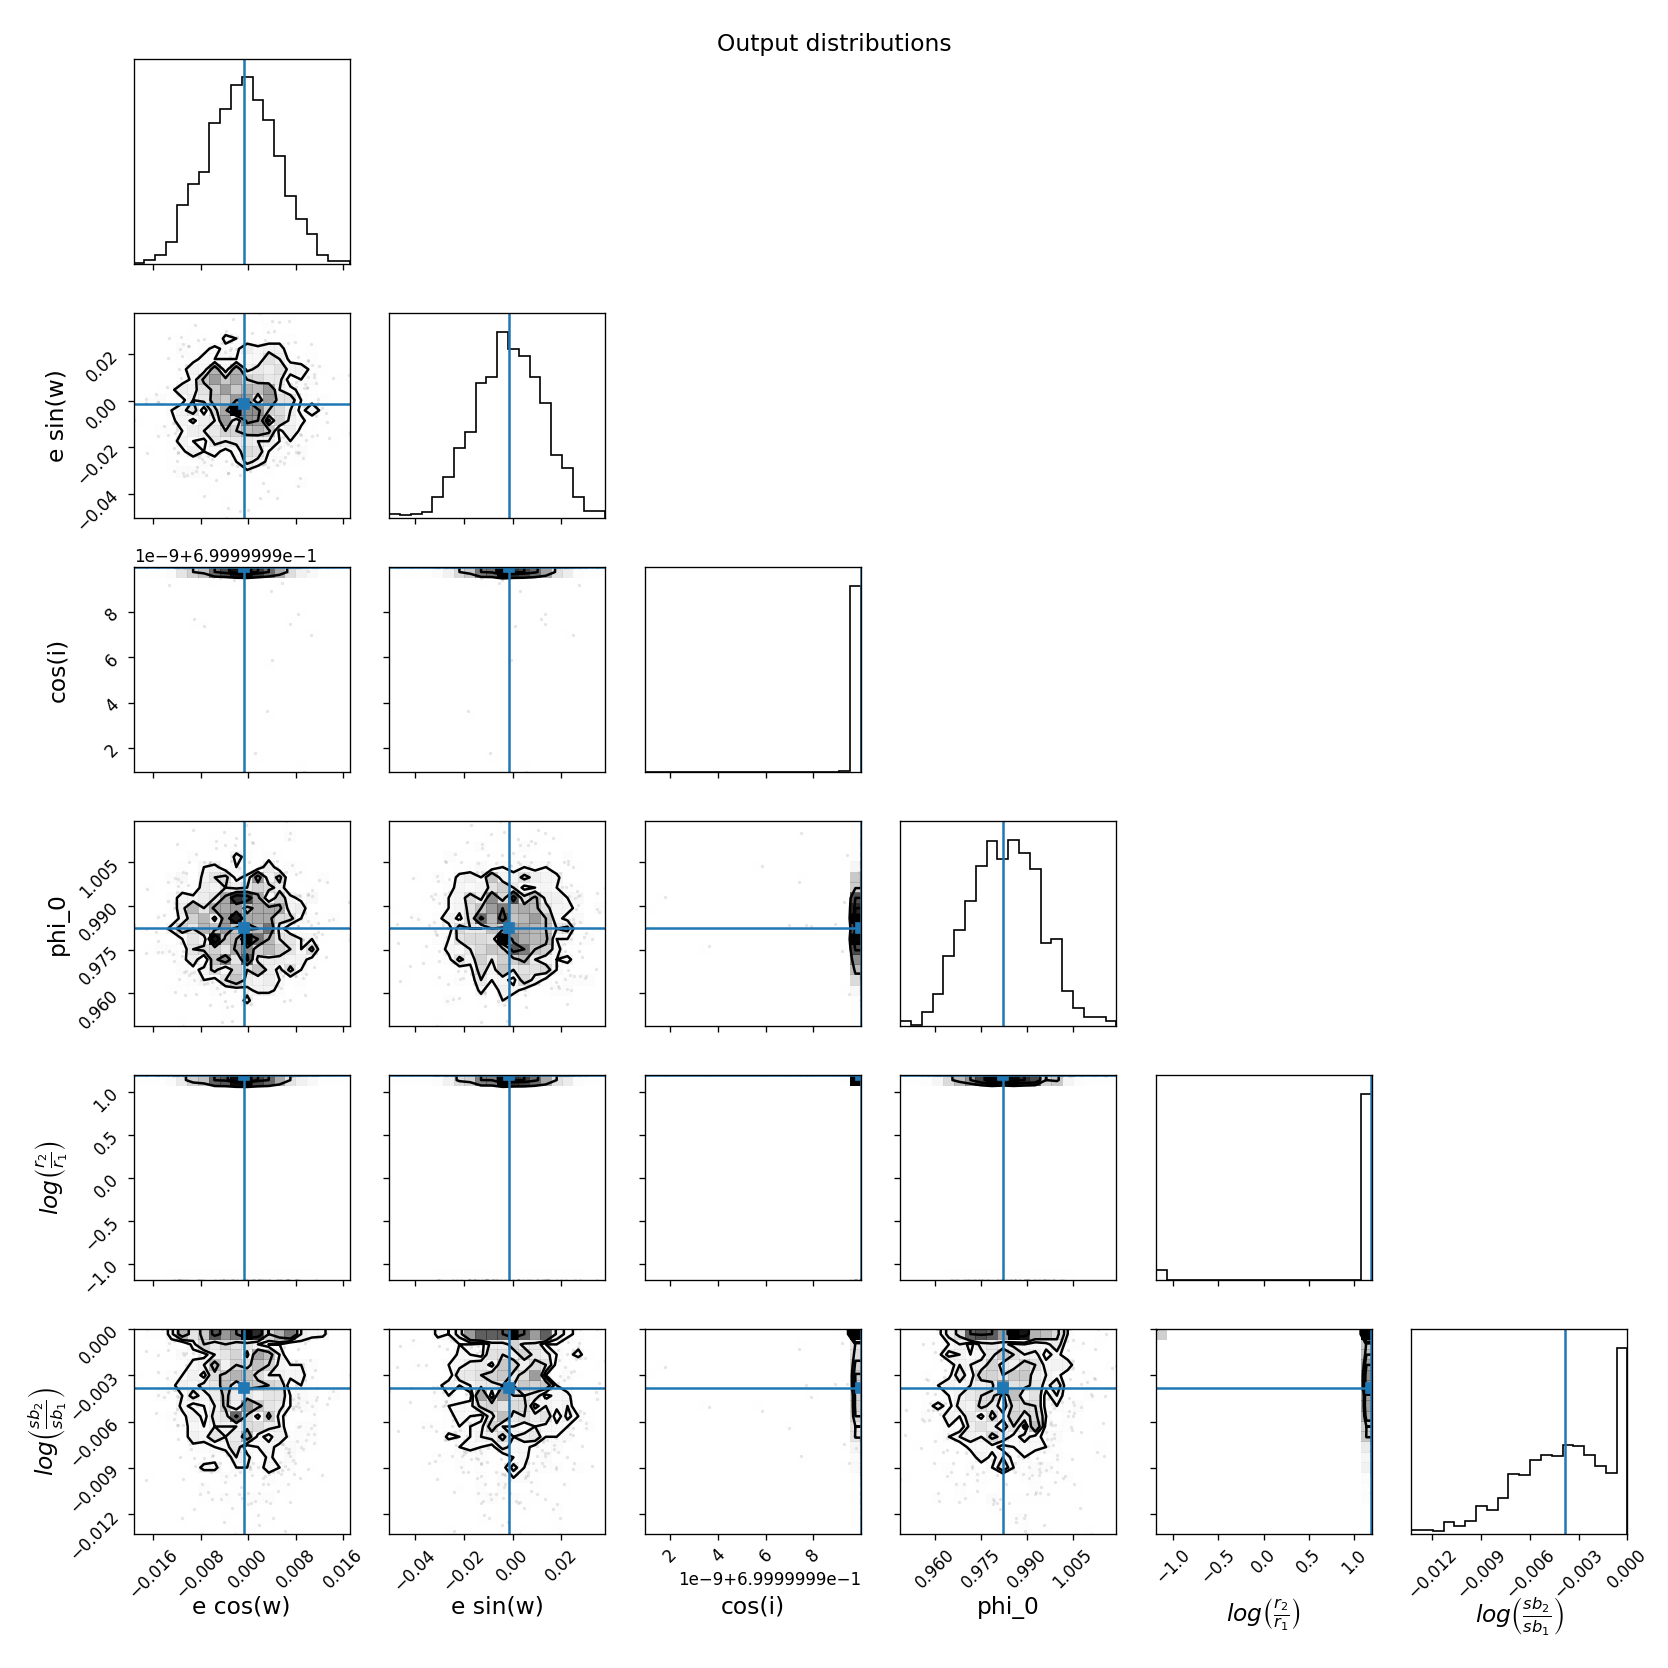 Output distributions
e sin(w)
0.02
0.00
−0.02
−0.04
1e−9+6.9999999e−1
cos(i)
8
6
4
2
phi_0
1.005
0.990
0.975
0.960
log(r₂/r₁)
1.0
0.5
0.0
−0.5
−1.0
log(sb₂/sb₁)
0.000
−0.003
−0.006
−0.009
−0.012
−0.016 −0.008 0.000 0.008 0.016
e cos(w)
−0.04 −0.02 0.00 0.02
e sin(w)
2 4 6 8
1e−9+6.9999999e−1
cos(i)
0.960 0.975 0.990 1.005
phi_0
−1.0 −0.5 0.0 0.5 1.0
log(r₂/r₁)
−0.012 −0.009 −0.006 −0.003 0.000
log(sb₂/sb₁)